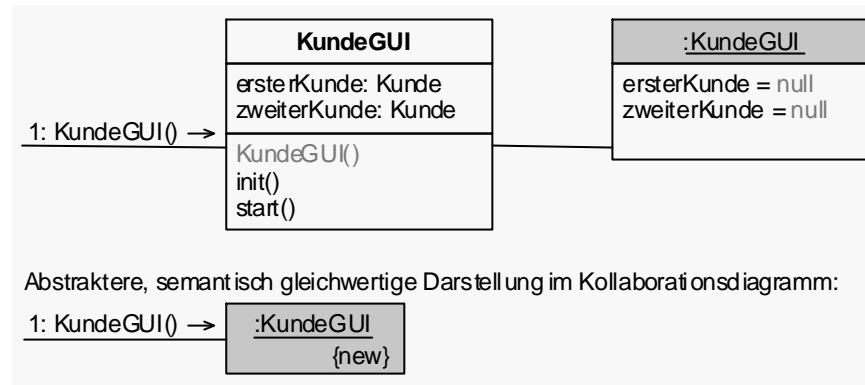 KundeGUI
:KundeGUI
ersterKunde: Kunde
zweiterKunde: Kunde
ersterKunde = null
zweiterKunde = null
1: KundeGUI() →
KundeGUI()
init()
start()
Abstraktere, semantisch gleichwertige Darstellung im Kollaborationsdiagramm:
1: KundeGUI() →
:KundeGUI
{new}